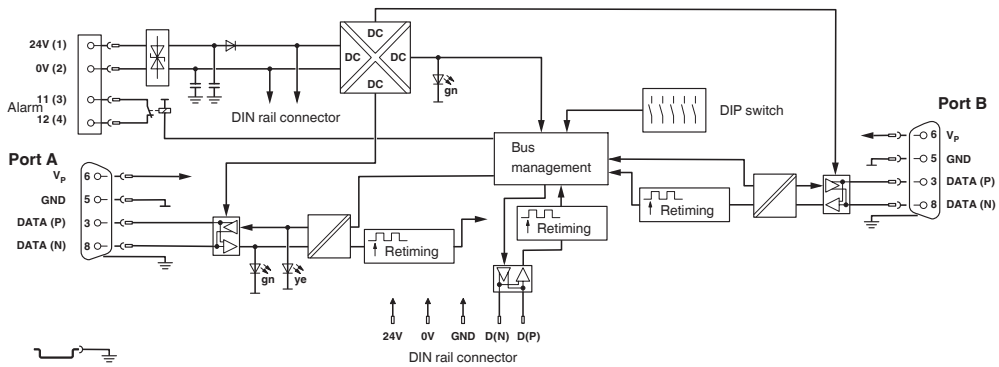 24V (1)
0V (2)
Alarm
11 (3)
12 (4)
DC
DC
DC
DC
gn
DIN rail connector
DIP switch
Bus
management
Port A
VP
6
GND
5
DATA (P)
3
DATA (N)
8
gn
ye
Retiming
Retiming
Retiming
Port B
6
VP
5
GND
3
DATA (P)
8
DATA (N)
24V
0V
GND
D(N)
D(P)
DIN rail connector